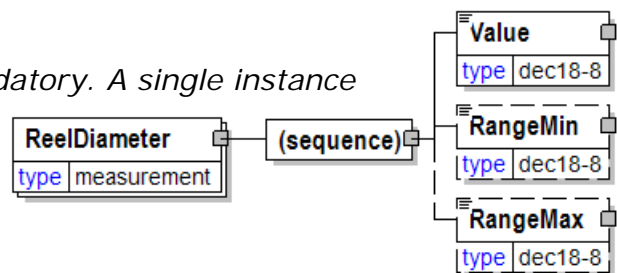 Value
type dec18-8
datory. A single instance
RangeMin
type dec18-8
ReelDiameter
type measurement
(sequence)
RangeMax
type dec18-8